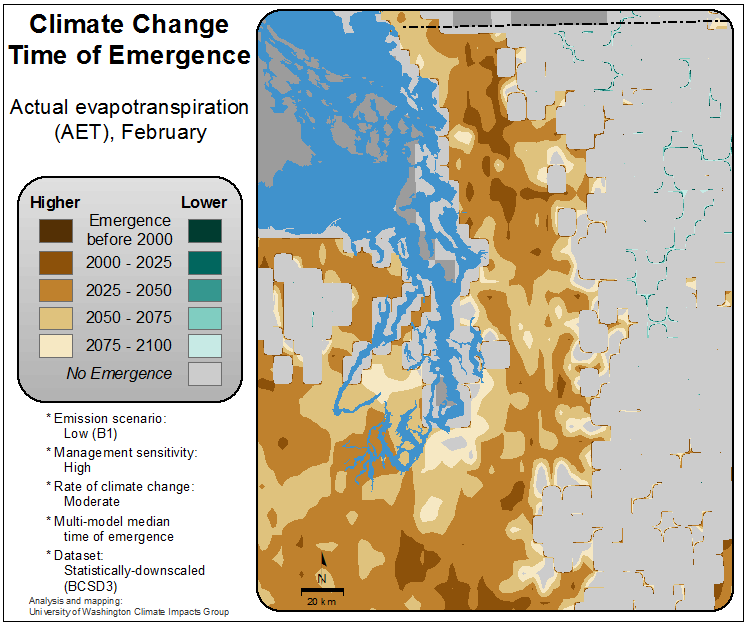 Climate Change
Time of Emergence
Actual evapotranspiration
(AET), February
Higher
Lower
Emergence
before 2000
2000 - 2025
2025 - 2050
2050 - 2075
2075 - 2100
No Emergence
* Emission scenario:
Low (B1)
* Management sensitivity:
High
* Rate of climate change:
Moderate
* Multi-model median
time of emergence
* Dataset:
Statistically-downscaled
(BCSD3)
Analysis and mapping:
University of Washington Climate Impacts Group
N
20 km